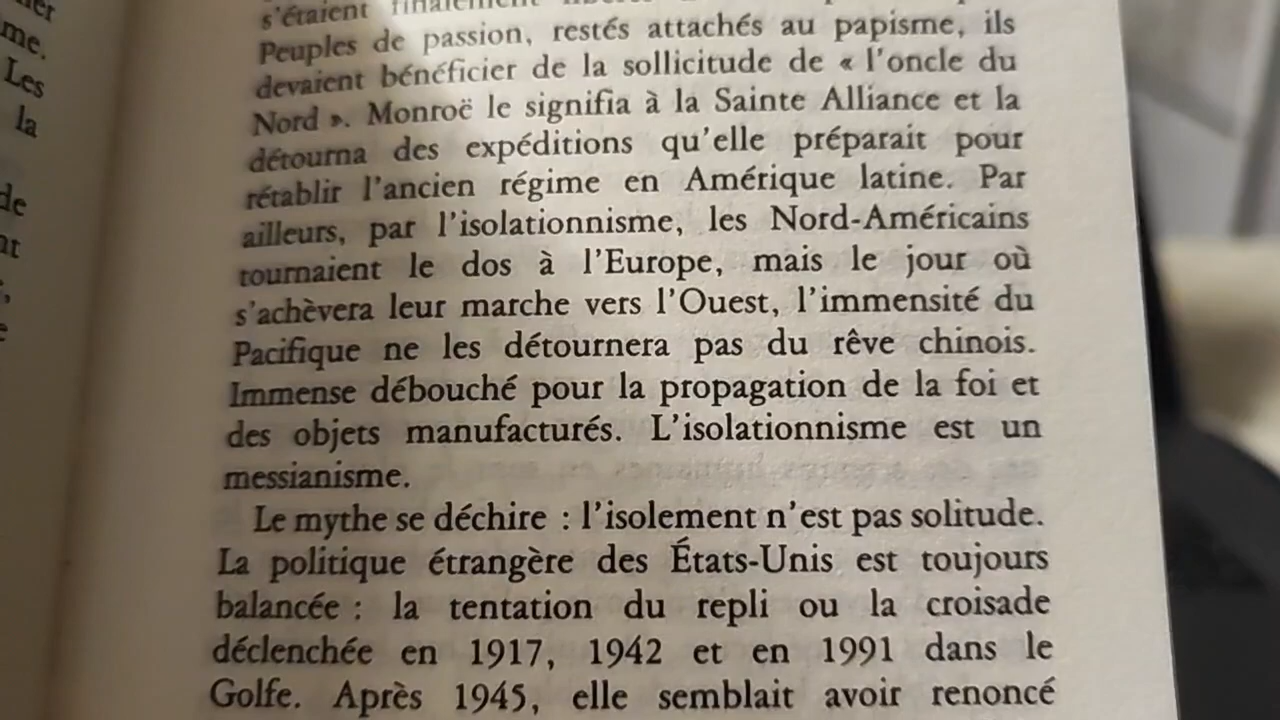 me.
Les
la
de
s'étaient
Peuples de passion, restés attachés au papisme, ils
devaient bénéficier de la sollicitude de « l'oncle du
Nord ». Monroë le signifia à la Sainte Alliance et la
détourna des expéditions qu'elle préparait pour
rétablir l'ancien régime en Amérique latine. Par
ailleurs, par l'isolationnisme, les Nord-Américains
tournaient le dos à l'Europe, mais le jour où
s'achèvera leur marche vers l'Ouest, l'immensité du
Pacifique ne les détournera pas du rêve chinois.
Immense débouché pour la propagation de la foi et
des objets manufacturés. L'isolationnisme est un
messianisme.
Le mythe se déchire : l'isolement n'est pas solitude.
La politique étrangère des États-Unis est toujours
balancée : la tentation du repli ou la croisade
déclenchée en 1917, 1942 et en 1991 dans le
Golfe. Après 1945, elle semblait avoir renoncé